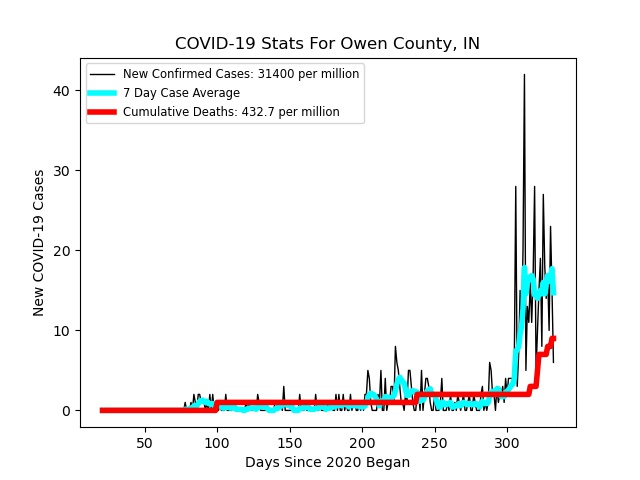 COVID-19 Stats For Owen County, IN
New Confirmed Cases: 31400 per million
7 Day Case Average
Cumulative Deaths: 432.7 per million
New COVID-19 Cases
40
30
20
10
0
50 100 150 200 250 300
Days Since 2020 Began